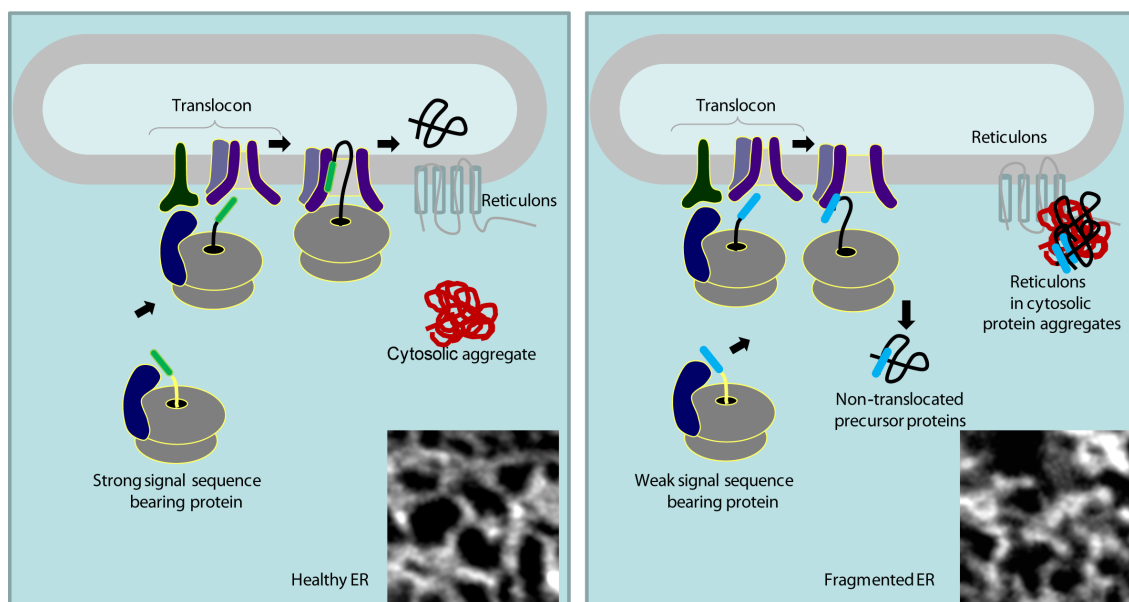 Translocon
Reticulons
Cytosolic aggregate
Strong signal sequence
bearing protein
Healthy ER
Translocon
Reticulons
Reticulons
in cytosolic
protein aggregates
Non-translocated
precursor proteins
Weak signal sequence
bearing protein
Fragmented ER